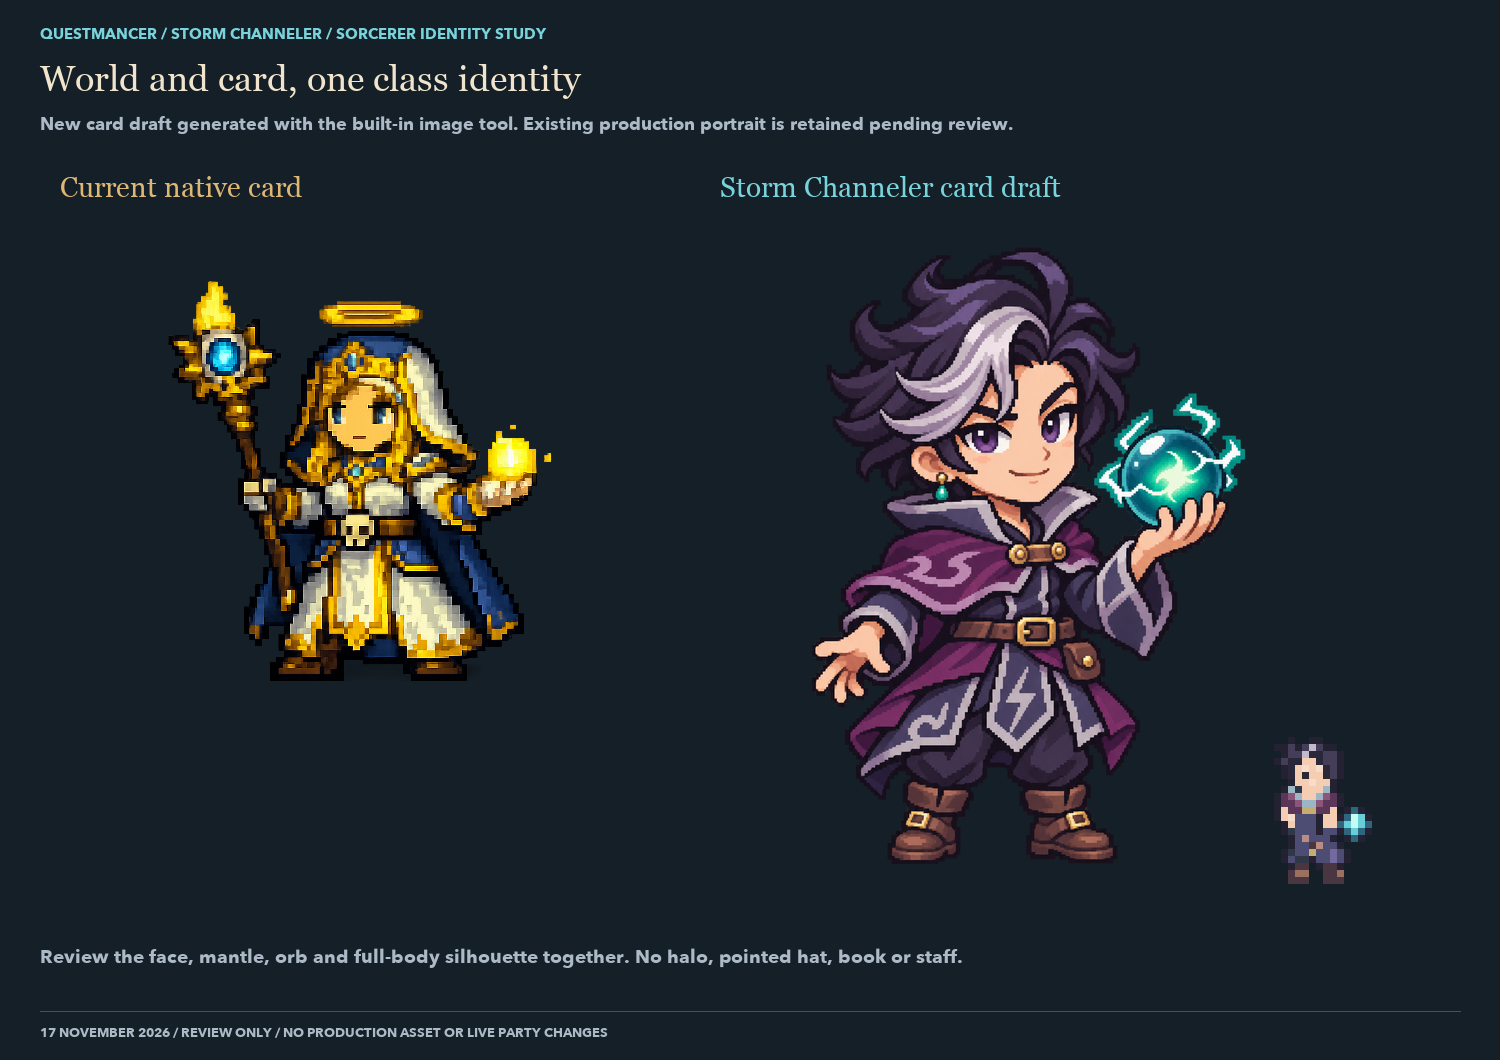 QUESTMANCER / STORM CHANNELER / SORCERER IDENTITY STUDY
World and card, one class identity
New card draft generated with the built-in image tool. Existing production portrait is retained pending review.
Current native card
Storm Channeler card draft
Review the face, mantle, orb and full-body silhouette together. No halo, pointed hat, book or staff.
17 NOVEMBER 2026 / REVIEW ONLY / NO PRODUCTION ASSET OR LIVE PARTY CHANGES